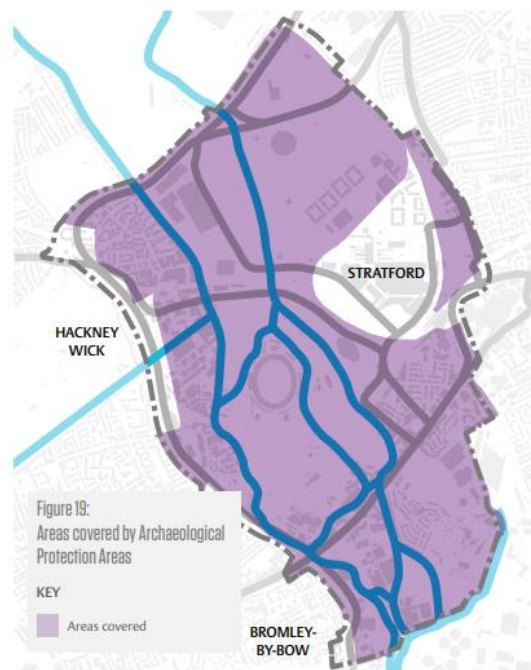 STRATFORD
HACKNEY
WICK
Figure 19:
Areas covered by Archaeological
Protection Areas
KEY
Areas covered
BROMLEY-
BY-BOW